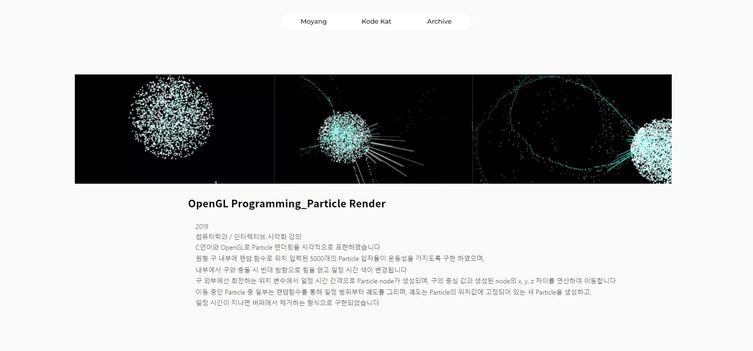 Moyang Kode Kat Archive
OpenGL Programming_Particle Render
2019
컴퓨터학과 / 인터렉티브 시각화 강의
C언어와 OpenGL로 Particle 렌더링을 시각적으로 표현하였습니다
원형 구 내부에 랜덤 함수로 위치 입력된 5000개의 Particle 입자들이 운동성을 가지도록 구현 하였으며,
내부에서 구와 충돌 시 반대 방향으로 힘을 얻고 일정 시간 색이 변경됩니다
구 외부에선 회전하는 위치 변수에서 일정 시간 간격으로 Particle node가 생성되며, 구의 중심 값과 생성된 node의 x, y, z 차이를 연산하여 이동합니다
이동 중인 Particle 중 일부는 랜덤함수를 통해 일정 범위부터 궤도를 그리며, 궤도는 Particle의 위치값에 고정되어 있는 새 Particle을 생성하고,
일정 시간이 지나면 버퍼에서 제거하는 형식으로 구현되었습니다